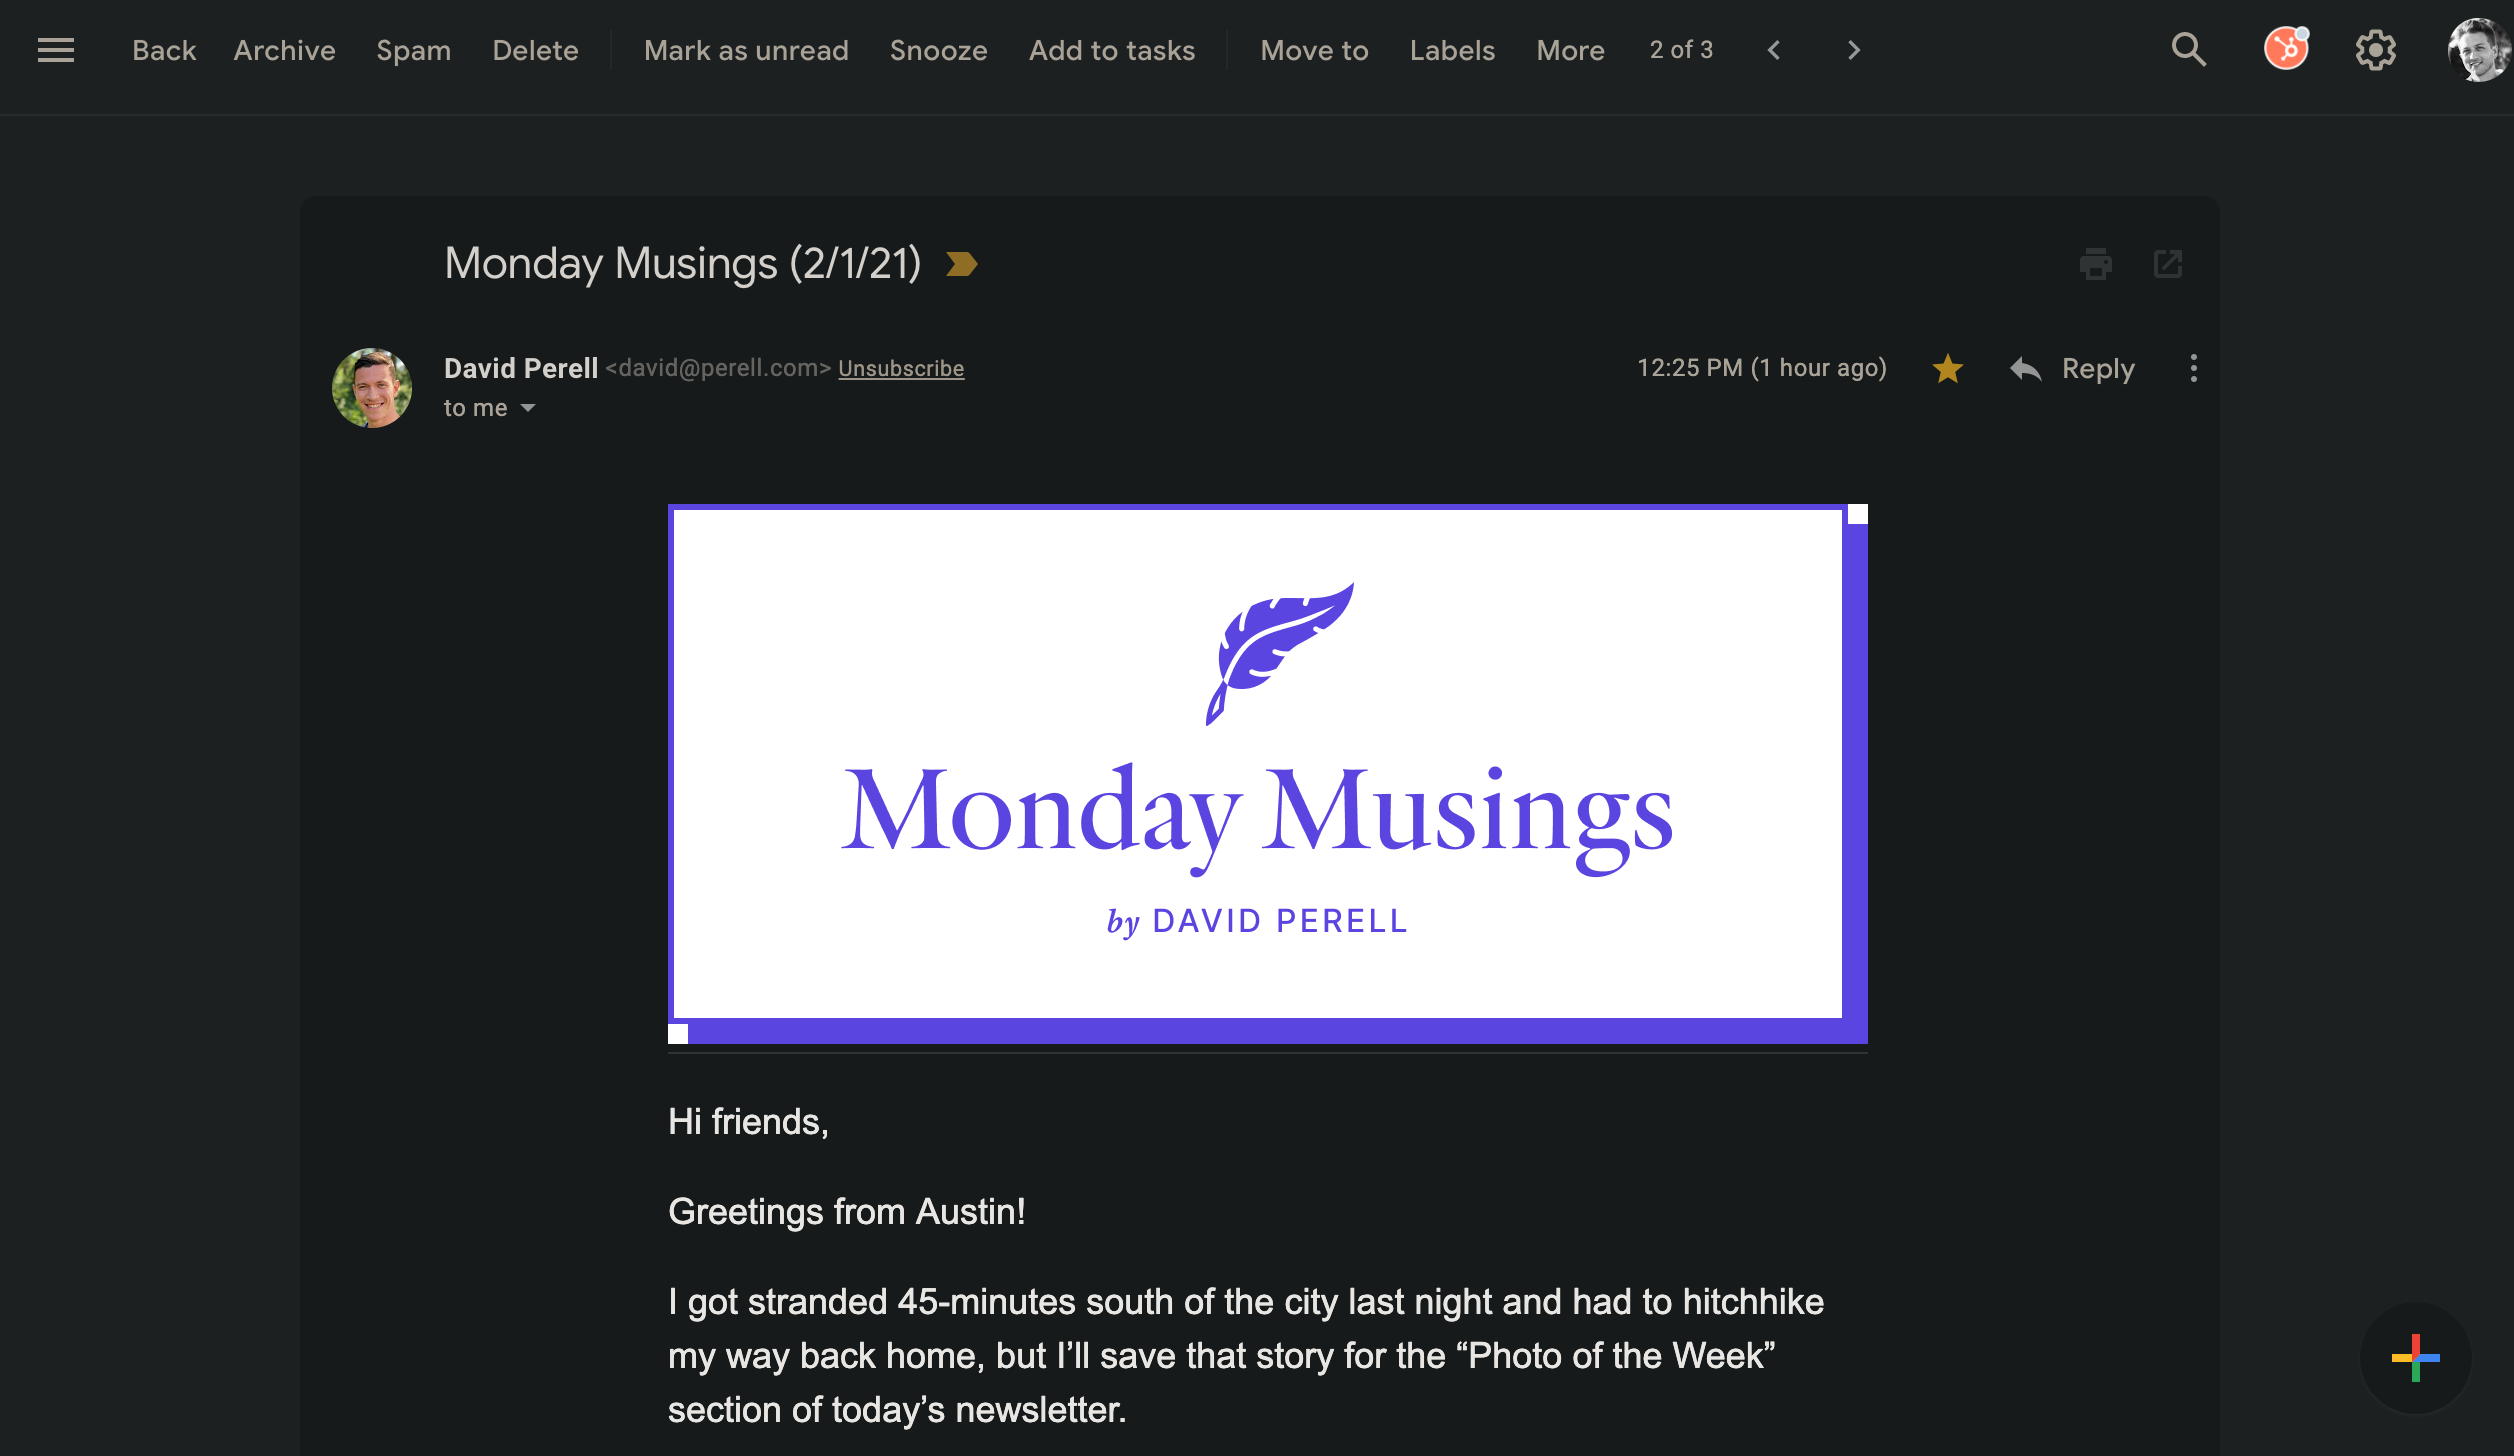 Back Archive Spam Delete Mark as unread Snooze Add to tasks Move to Labels More 2 of 3
Monday Musings (2/1/21)
David Perell <david@perell.com> Unsubscribe 12:25 PM (1 hour ago) Reply
to me
Monday Musings
by DAVID PERELL
Hi friends,
Greetings from Austin!
I got stranded 45-minutes south of the city last night and had to hitchhike
my way back home, but I’ll save that story for the “Photo of the Week”
section of today’s newsletter.